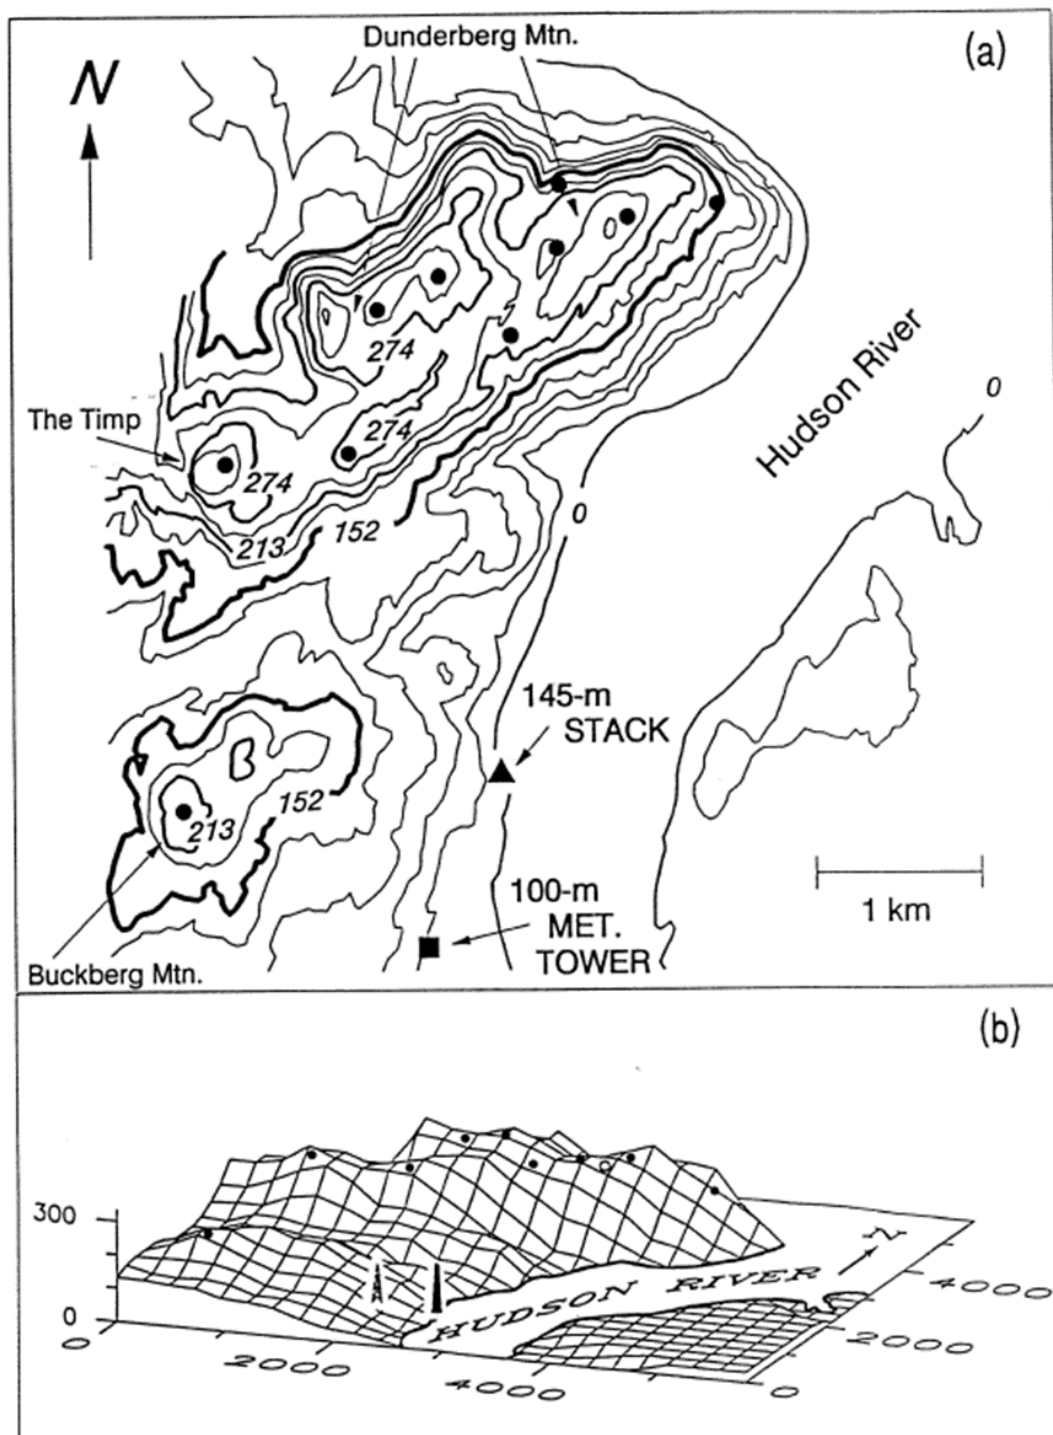 Dunderberg Mtn.
(a)
N
Hudson River
0
274
The Timp
274
274
0
152
213
145-m
STACK
152
213
100-m
MET.
TOWER
1 km
Buckberg Mtn.
(b)
300
0
N
HUDSON RIVER
0
2000
4000
0
2000
4000